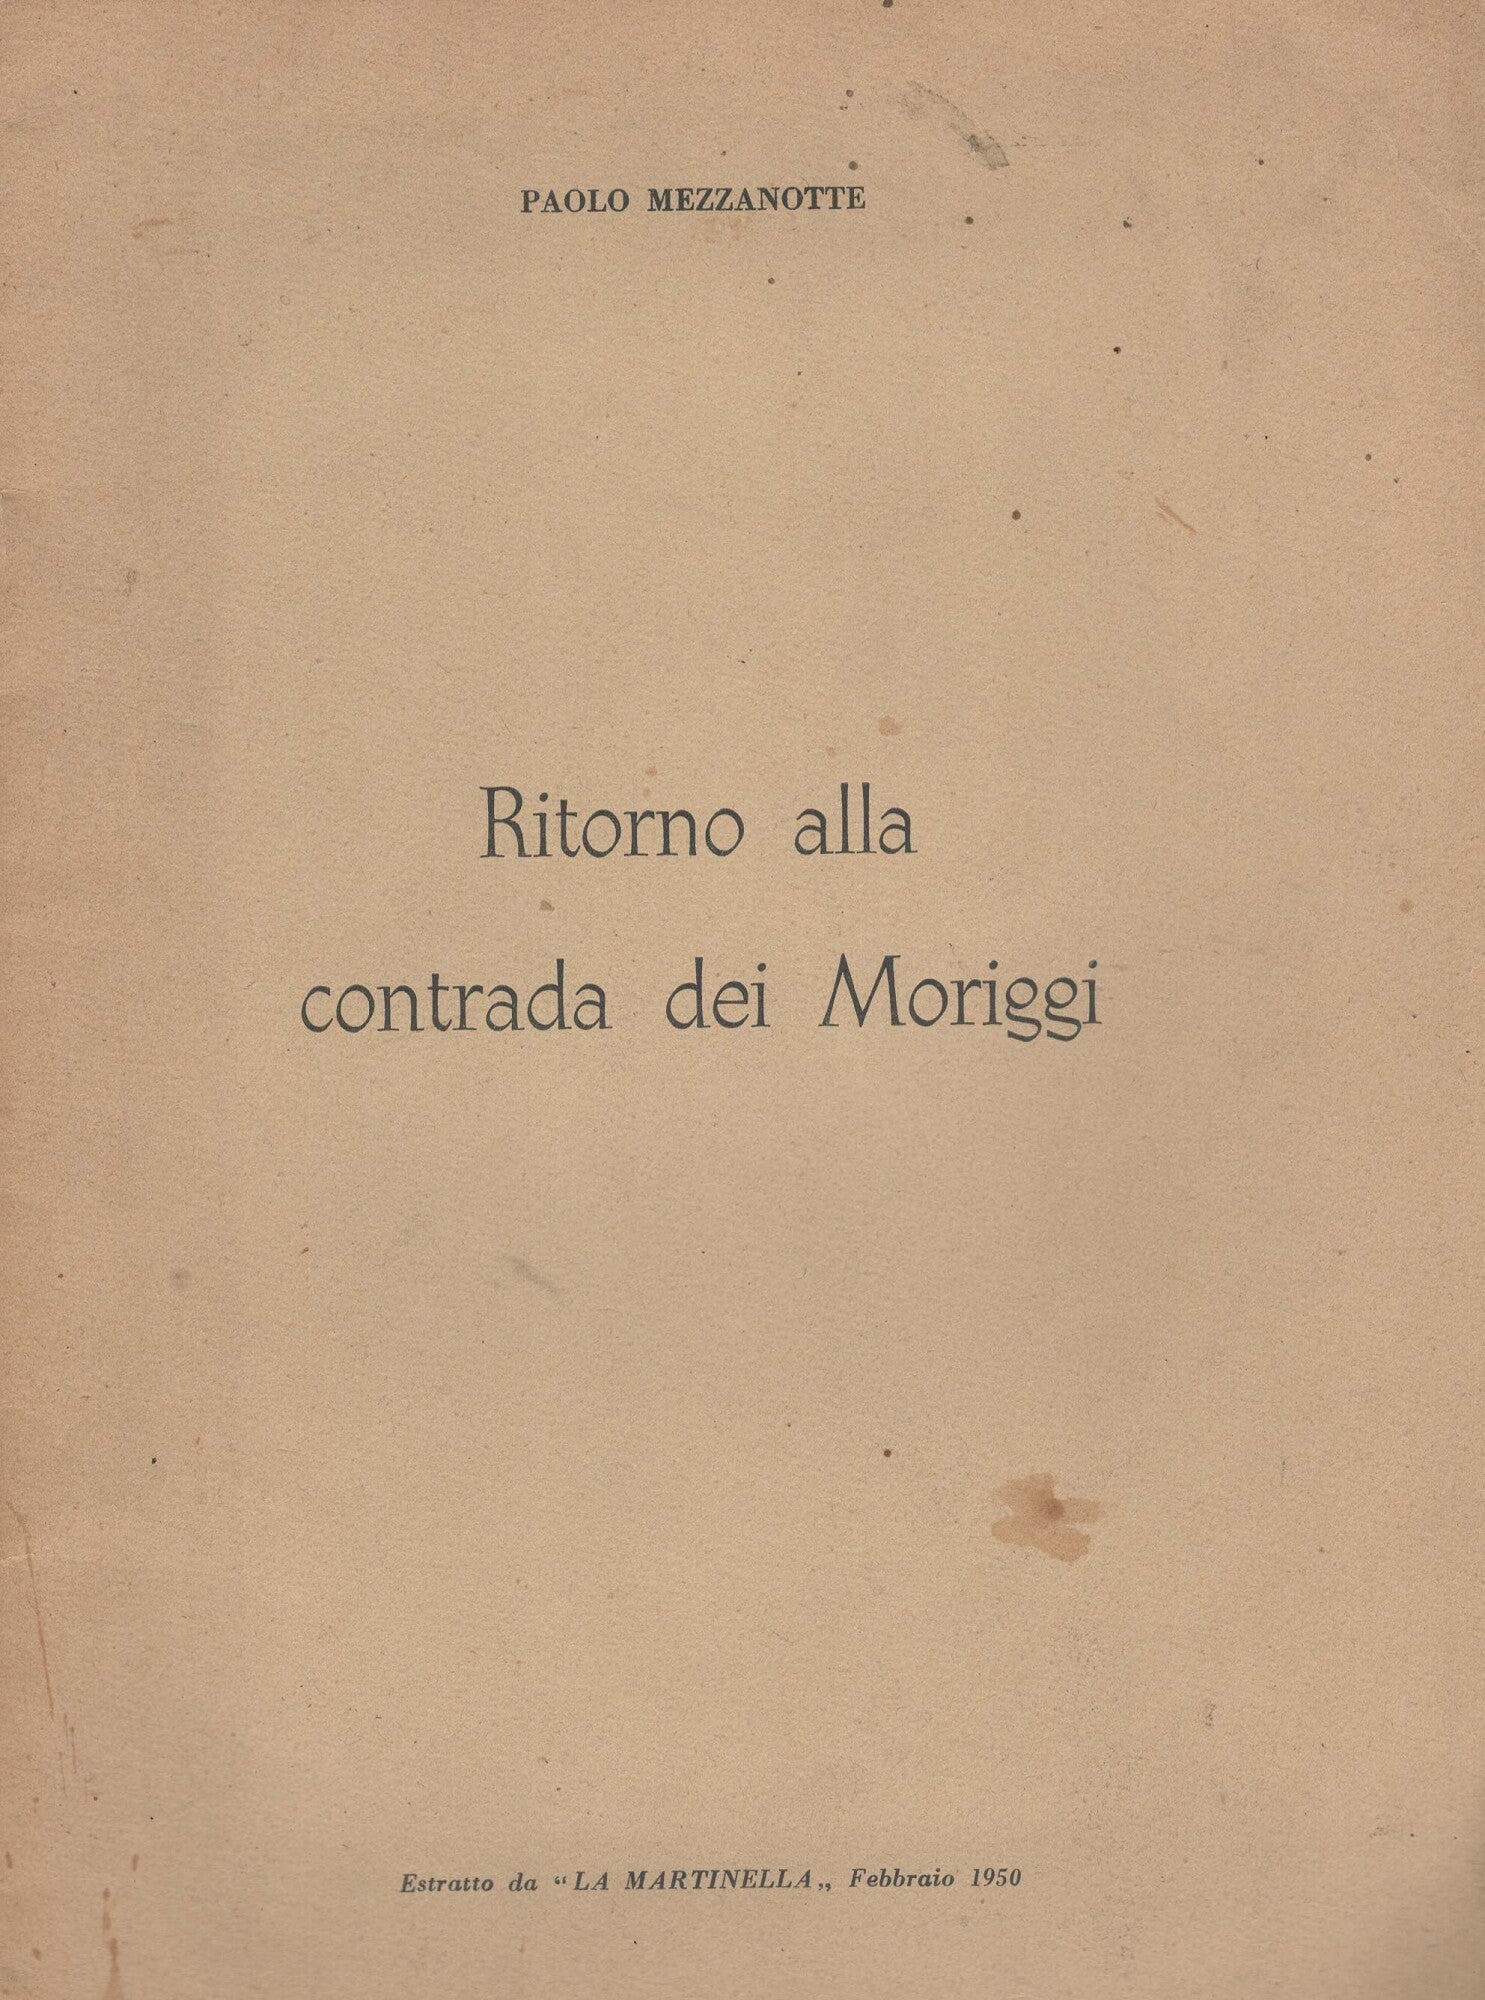 PAOLO MEZZANOTTE
Ritorno alla
contrada dei Moriggi
Estratto da “LA MARTINELLA„ Febbraio 1950